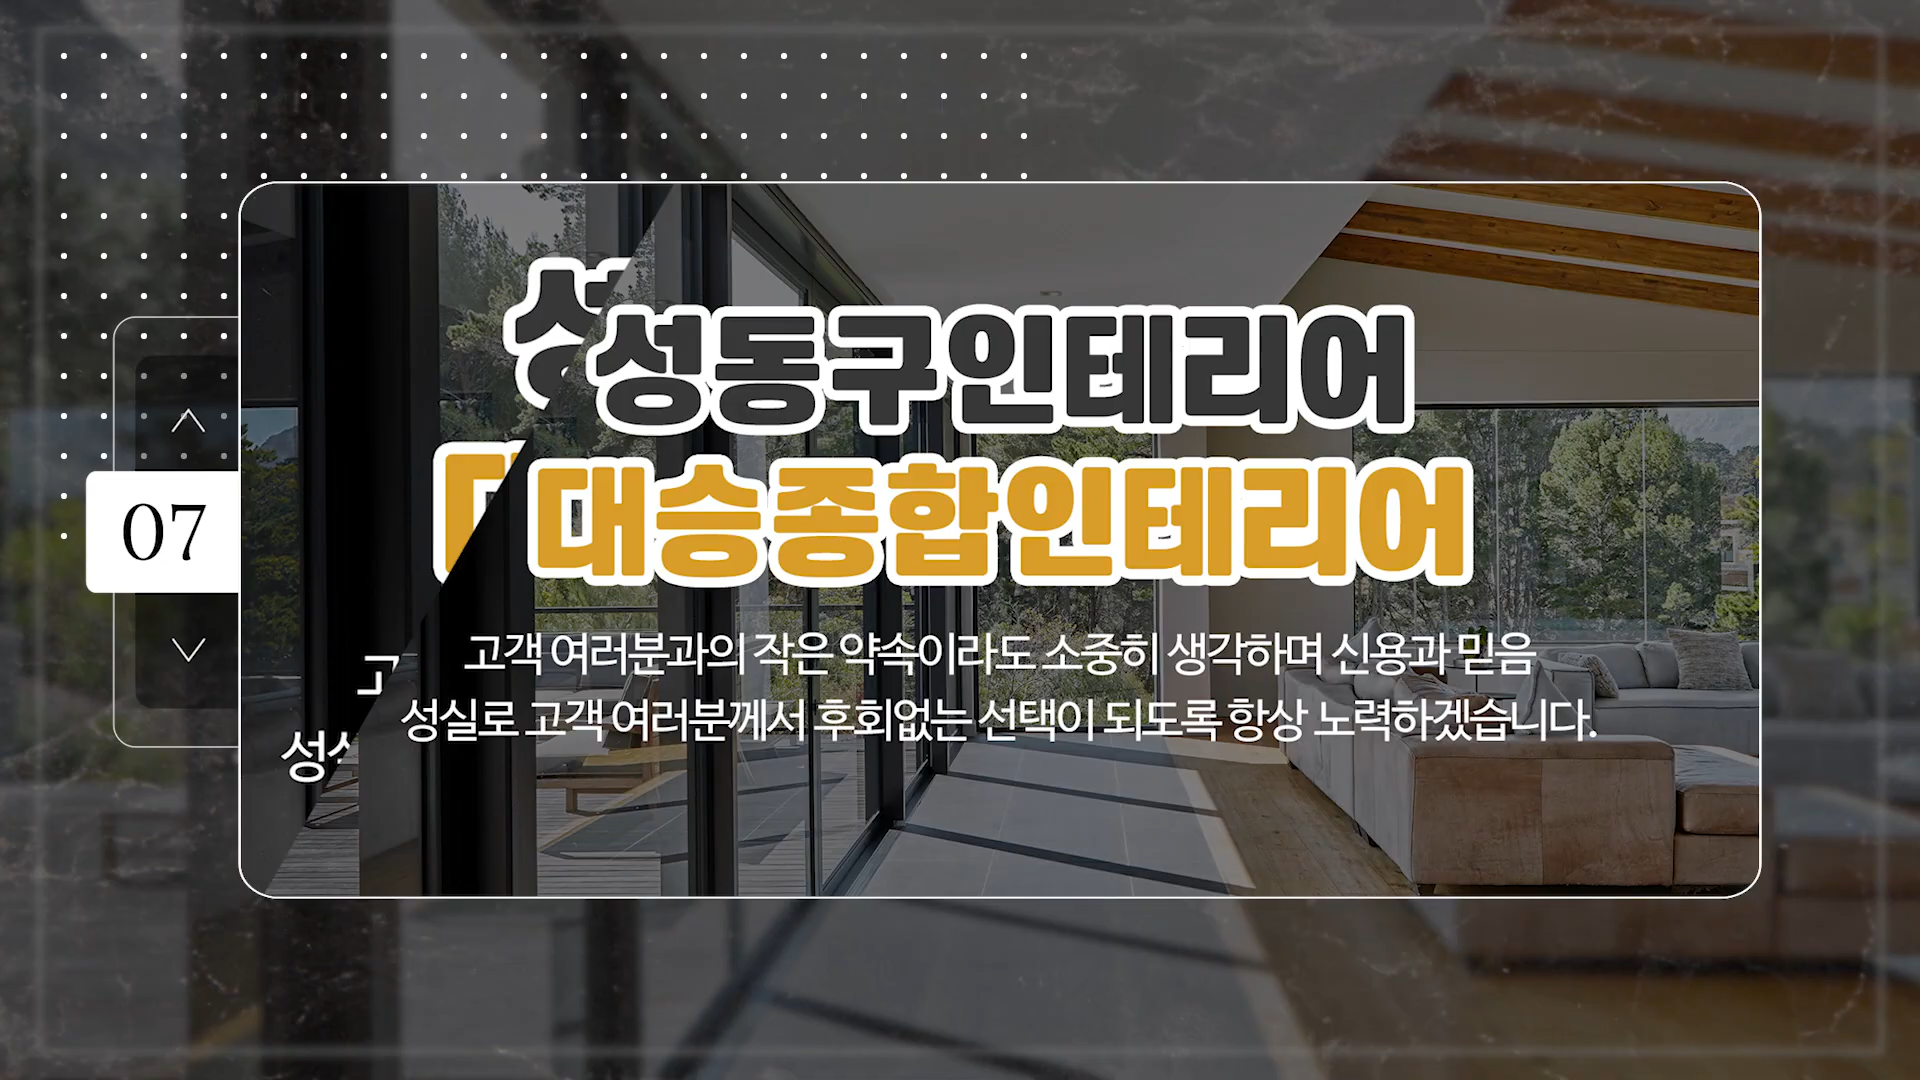 성동구인테리어
대승종합인테리어
07
고객 여러분과의 작은 약속이라도 소중히 생각하며 신용과 믿음
성실로 고객 여러분께서 후회없는 선택이 되도록 항상 노력하겠습니다.